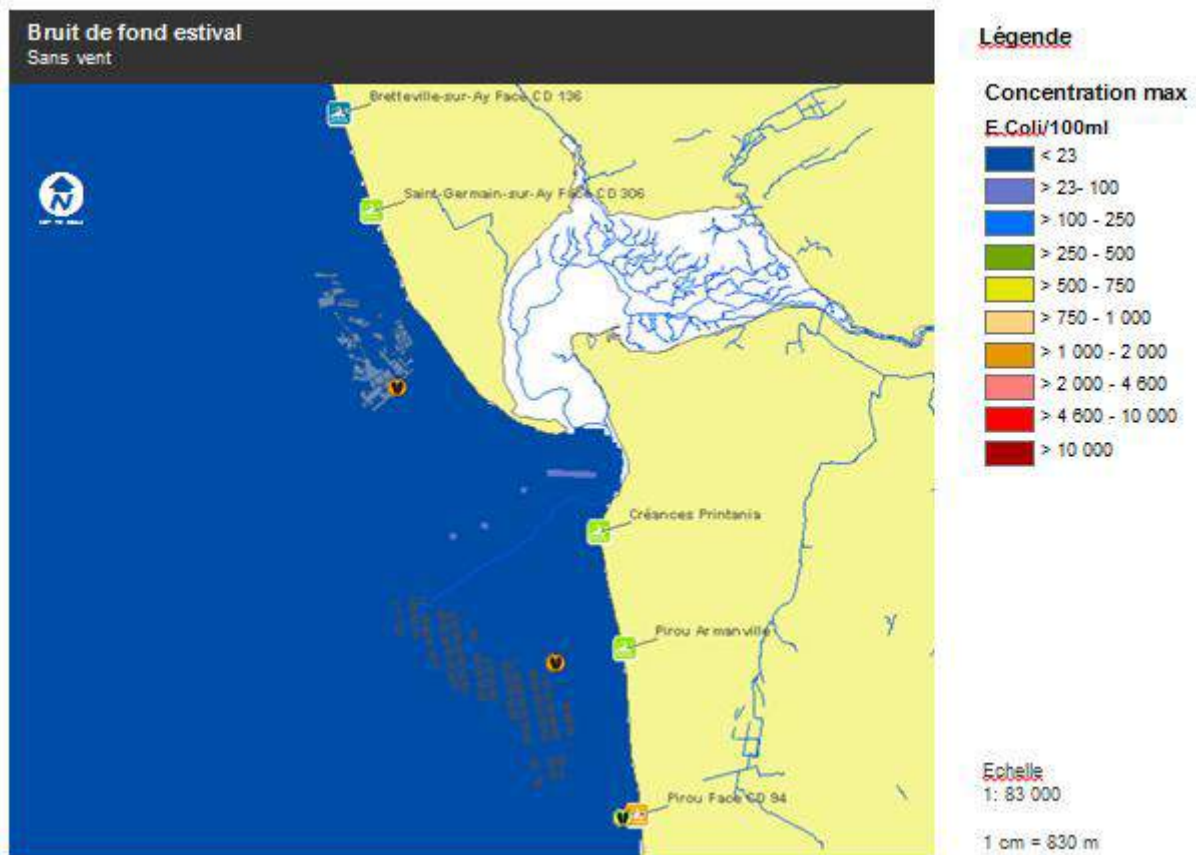 Bruit de fond estival
Sans vent
Bretteville-sur-Ay Face CD 136
Saint-Germain-sur-Ay Face CD 306
N
Créances Printania
Pirou Armanville
Pirou Face CD 94
Légende
Concentration max
E.Coli/100ml
< 23
> 23- 100
> 100 - 250
> 250 - 500
> 500 - 750
> 750 - 1 000
> 1 000 - 2 000
> 2 000 - 4 600
> 4 600 - 10 000
> 10 000
Echelle
1: 83 000
1 cm = 830 m